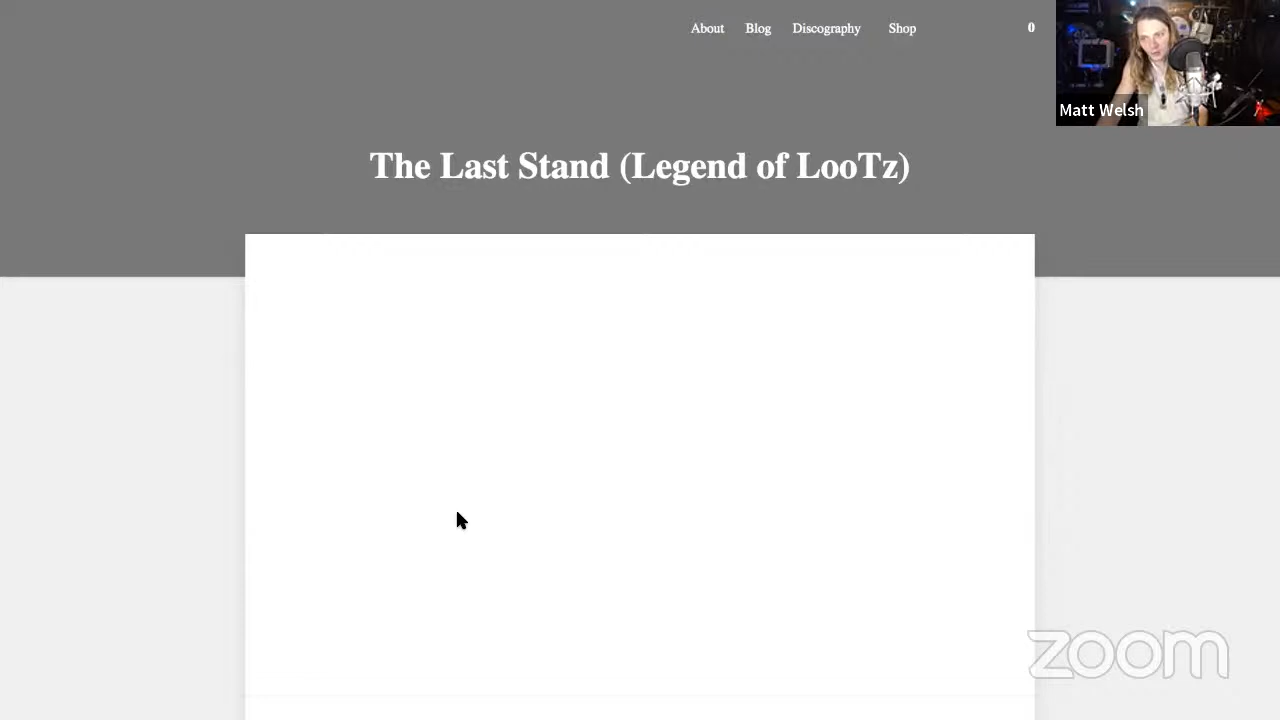 About Blog Discography Shop 0
Matt Welsh
The Last Stand (Legend of LooTz)
zoom